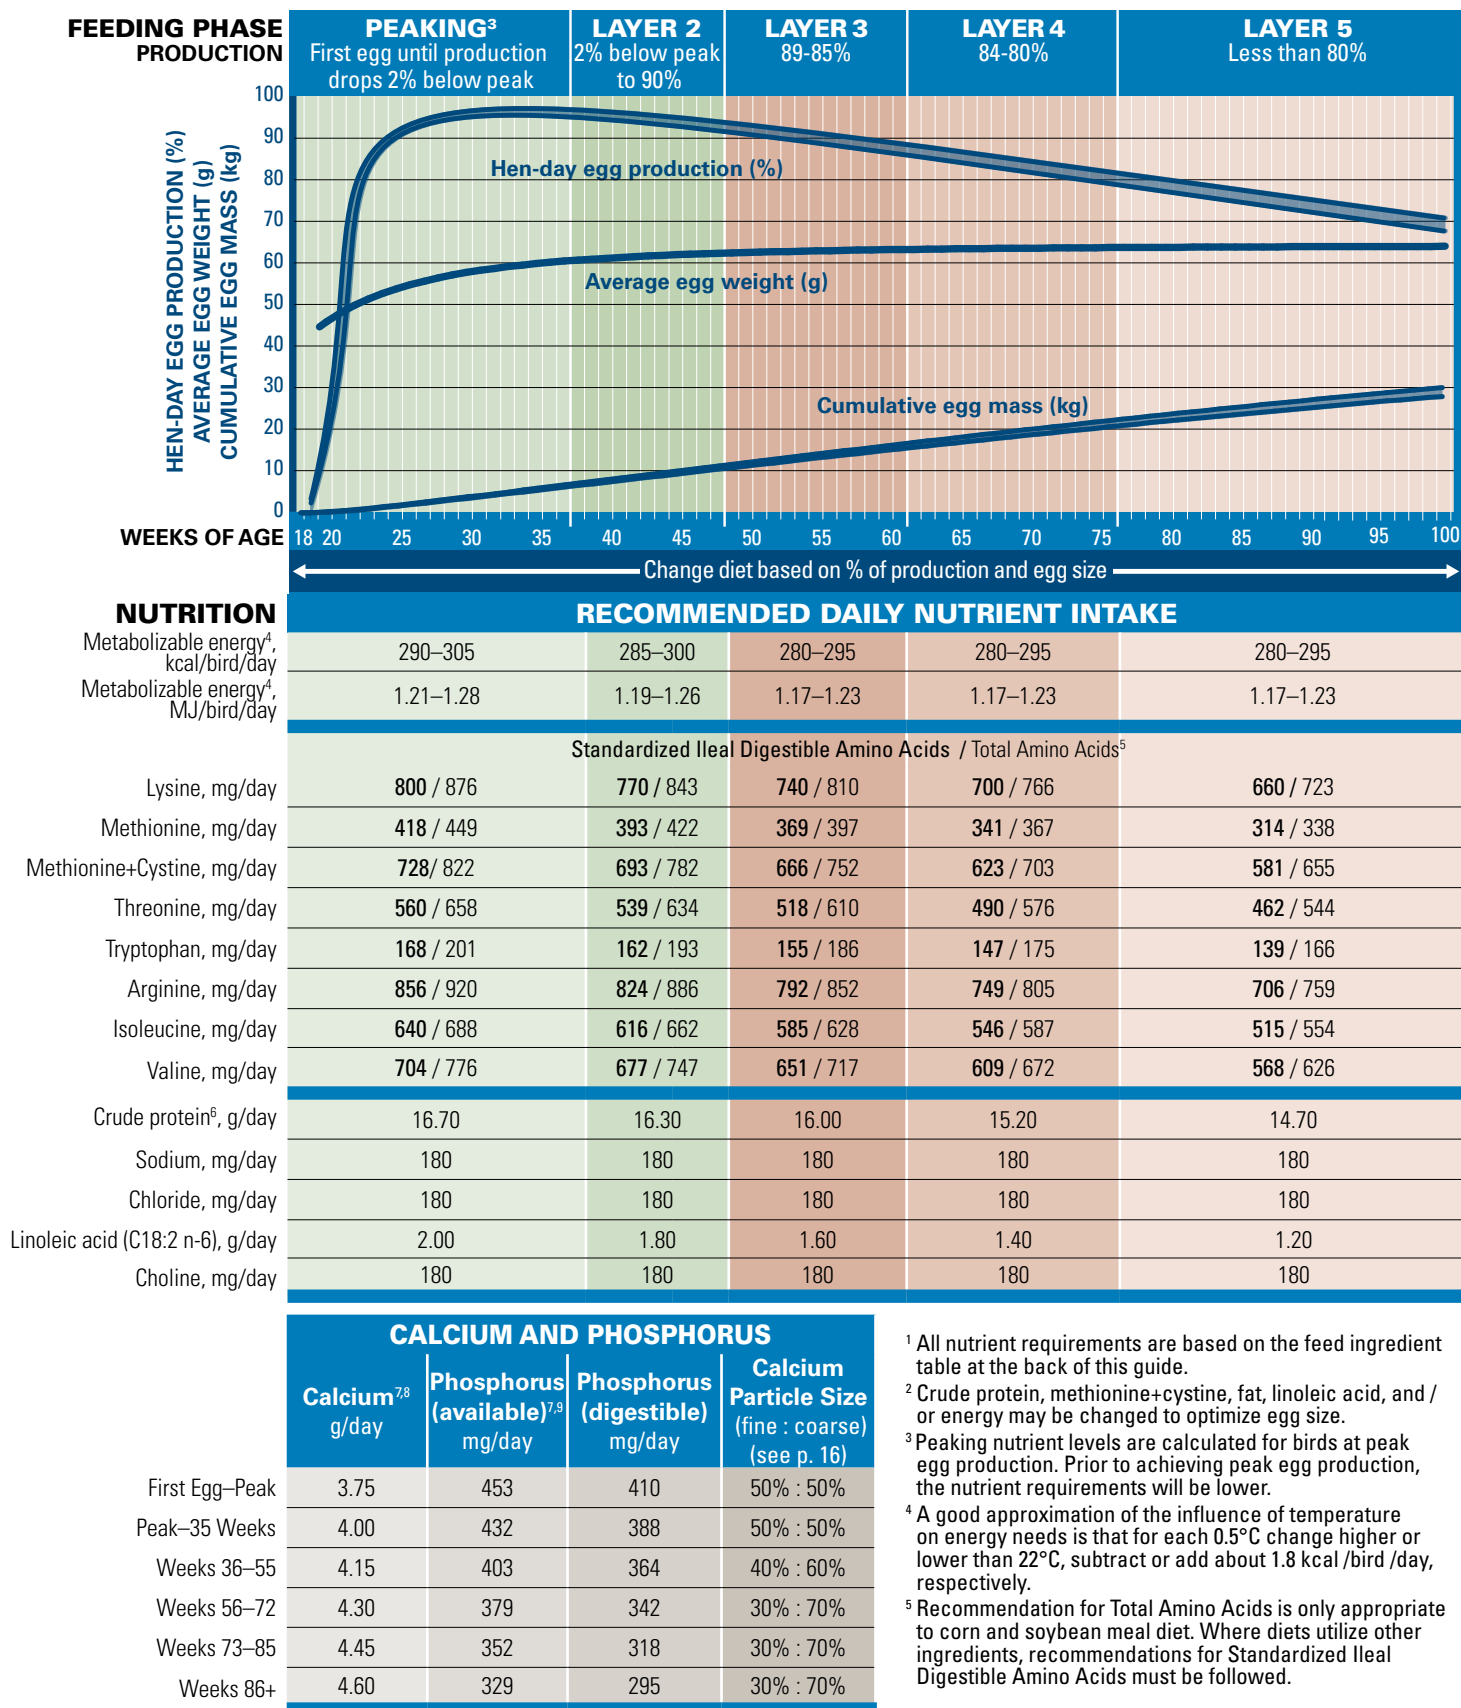 FEEDING PHASE
PRODUCTION
PEAKING³
First egg until production
drops 2% below peak
LAYER 2
2% below peak
to 90%
LAYER 3
89-85%
LAYER 4
84-80%
LAYER 5
Less than 80%
HEN-DAY EGG PRODUCTION (%)
AVERAGE EGG WEIGHT (g)
CUMULATIVE EGG MASS (kg)
100
90
80
70
60
50
40
30
20
10
0
Hen-day egg production (%)
Average egg weight (g)
Cumulative egg mass (kg)
WEEKS OF AGE 18 20 25 30 35 40 45 50 55 60 65 70 75 80 85 90 95 100
Change diet based on % of production and egg size
NUTRITION RECOMMENDED DAILY NUTRIENT INTAKE
Metabolizable energy⁴,
kcal/bird/day 290–305 285–300 280–295 280–295 280–295
Metabolizable energy⁴,
MJ/bird/day 1.21–1.28 1.19–1.26 1.17–1.23 1.17–1.23 1.17–1.23
Standardized Ileal Digestible Amino Acids / Total Amino Acids⁵
Lysine, mg/day 800 / 876 770 / 843 740 / 810 700 / 766 660 / 723
Methionine, mg/day 418 / 449 393 / 422 369 / 397 341 / 367 314 / 338
Methionine+Cystine, mg/day 728/ 822 693 / 782 666 / 752 623 / 703 581 / 655
Threonine, mg/day 560 / 658 539 / 634 518 / 610 490 / 576 462 / 544
Tryptophan, mg/day 168 / 201 162 / 193 155 / 186 147 / 175 139 / 166
Arginine, mg/day 856 / 920 824 / 886 792 / 852 749 / 805 706 / 759
Isoleucine, mg/day 640 / 688 616 / 662 585 / 628 546 / 587 515 / 554
Valine, mg/day 704 / 776 677 / 747 651 / 717 609 / 672 568 / 626
Crude protein⁶, g/day 16.70 16.30 16.00 15.20 14.70
Sodium, mg/day 180 180 180 180 180
Chloride, mg/day 180 180 180 180 180
Linoleic acid (C18:2 n-6), g/day 2.00 1.80 1.60 1.40 1.20
Choline, mg/day 180 180 180 180 180
CALCIUM AND PHOSPHORUS
Calcium⁷,⁸
g/day
Phosphorus
(available)⁷,⁹
mg/day
Phosphorus
(digestible)
mg/day
Calcium
Particle Size
(fine : coarse)
(see p. 16)
First Egg–Peak 3.75 453 410 50% : 50%
Peak–35 Weeks 4.00 432 388 50% : 50%
Weeks 36–55 4.15 403 364 40% : 60%
Weeks 56–72 4.30 379 342 30% : 70%
Weeks 73–85 4.45 352 318 30% : 70%
Weeks 86+ 4.60 329 295 30% : 70%
¹ All nutrient requirements are based on the feed ingredient
table at the back of this guide.
² Crude protein, methionine+cystine, fat, linoleic acid, and /
or energy may be changed to optimize egg size.
³ Peaking nutrient levels are calculated for birds at peak
egg production. Prior to achieving peak egg production,
the nutrient requirements will be lower.
⁴ A good approximation of the influence of temperature
on energy needs is that for each 0.5°C change higher or
lower than 22°C, subtract or add about 1.8 kcal /bird /day,
respectively.
⁵ Recommendation for Total Amino Acids is only appropriate
to corn and soybean meal diet. Where diets utilize other
ingredients, recommendations for Standardized Ileal
Digestible Amino Acids must be followed.